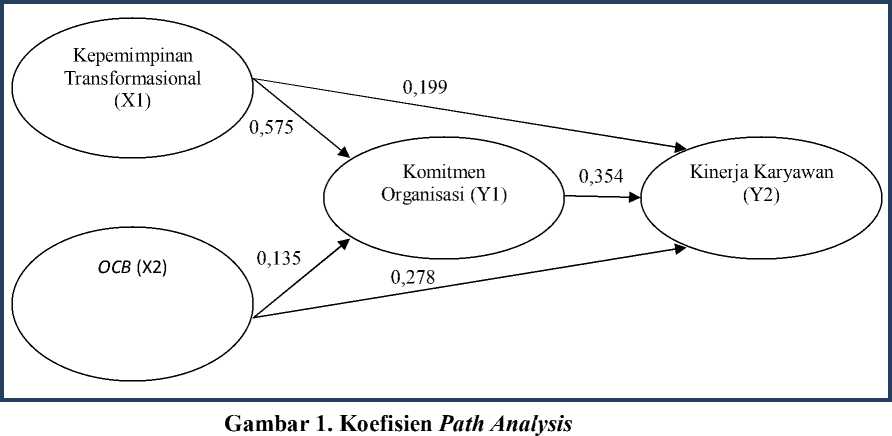 Kepemimpinan
Transformasional
(X1)
0,199
0,575
Komitmen
Organisasi (Y1)
0,354
Kinerja Karyawan
(Y2)
OCB (X2)
0,135
0,278
Gambar 1. Koefisien Path Analysis